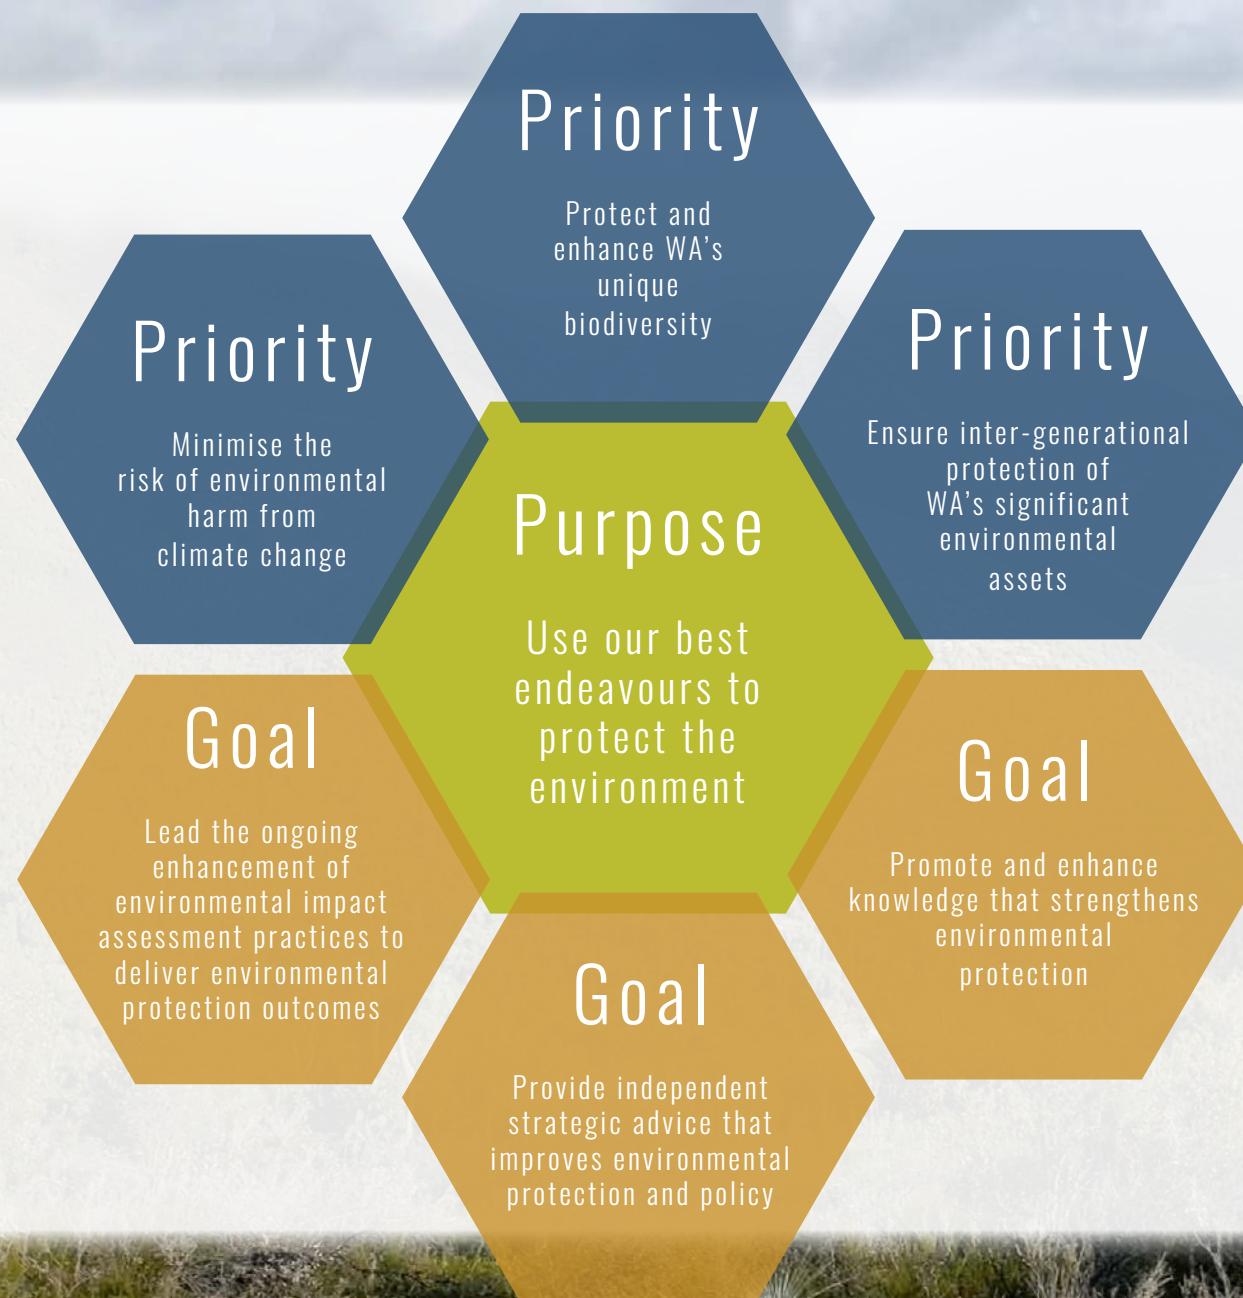 Priority
Protect and
enhance WA's
unique
biodiversity
Priority
Minimise the
risk of environmental
harm from
climate change
Priority
Ensure inter-generational
protection of
WA's significant
environmental
assets
Purpose
Use our best
endeavours to
protect the
environment
Goal
Lead the ongoing
enhancement of
environmental impact
assessment practices to
deliver environmental
protection outcomes
Goal
Provide independent
strategic advice that
improves environmental
protection and policy
Goal
Promote and enhance
knowledge that strengthens
environmental
protection